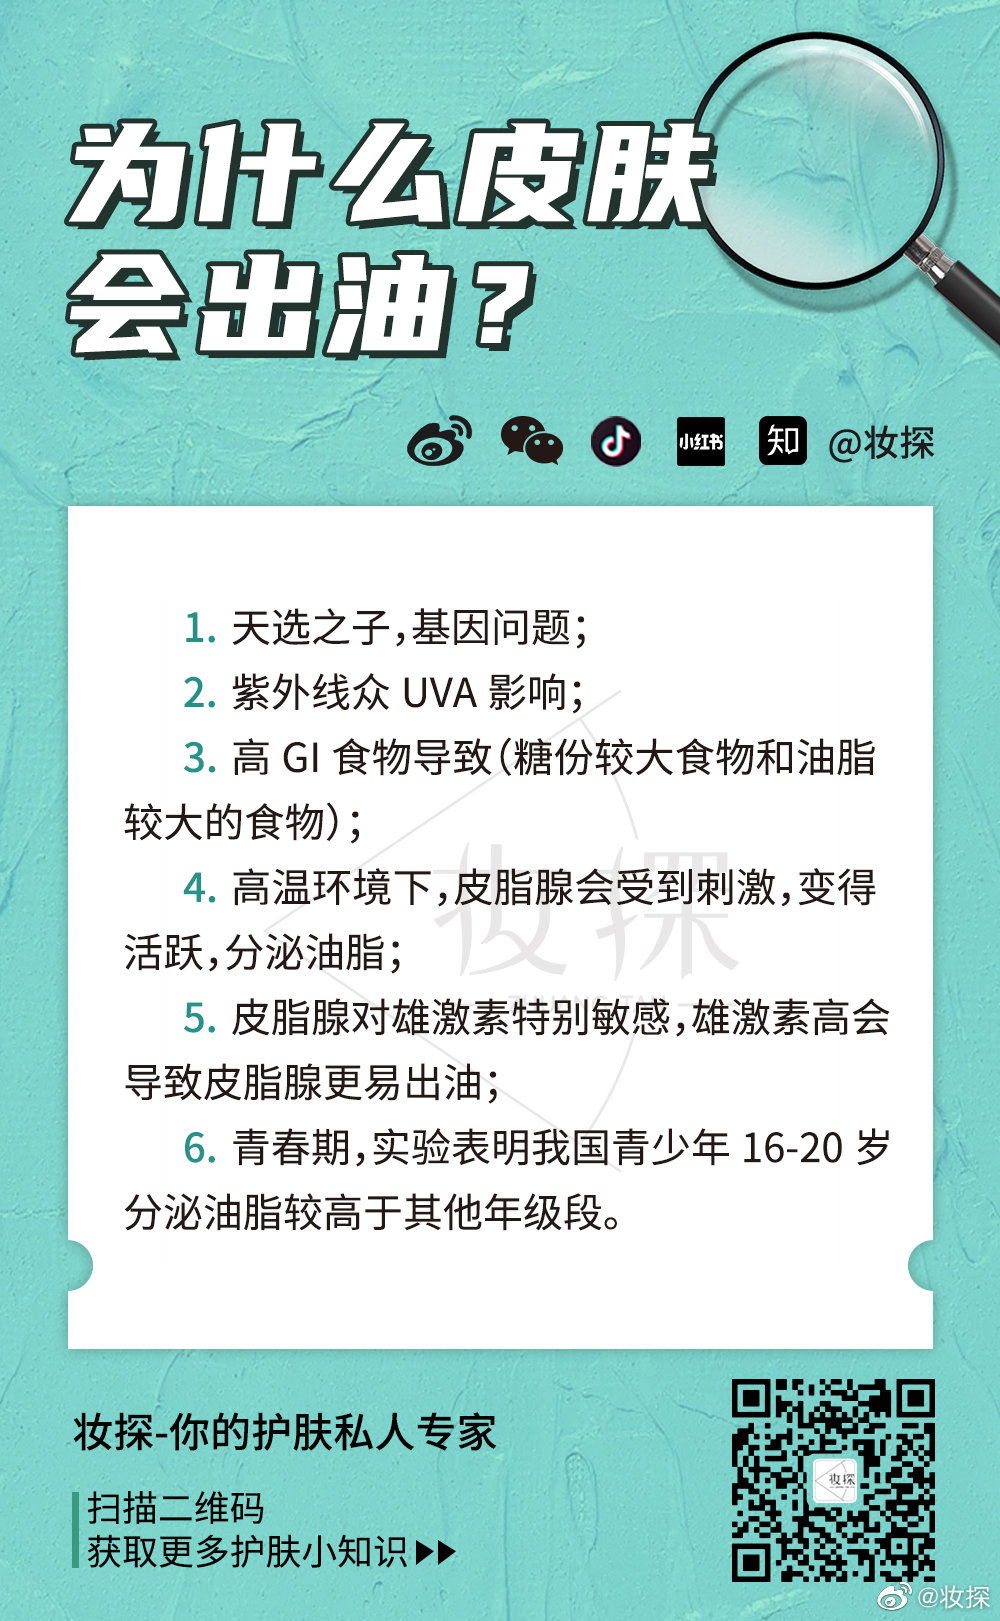 为什么皮肤
会出油？
小红书 知 @妆探
1. 天选之子，基因问题；
2. 紫外线众 UVA 影响；
3. 高 GI 食物导致（糖份较大食物和油脂
较大的食物）；
4. 高温环境下，皮脂腺会受到刺激，变得
活跃，分泌油脂；
5. 皮脂腺对雄激素特别敏感，雄激素高会
导致皮脂腺更易出油；
6. 青春期，实验表明我国青少年 16-20 岁
分泌油脂较高于其他年级段。
妆探
妆探-你的护肤私人专家
扫描二维码
获取更多护肤小知识
妆探
@妆探